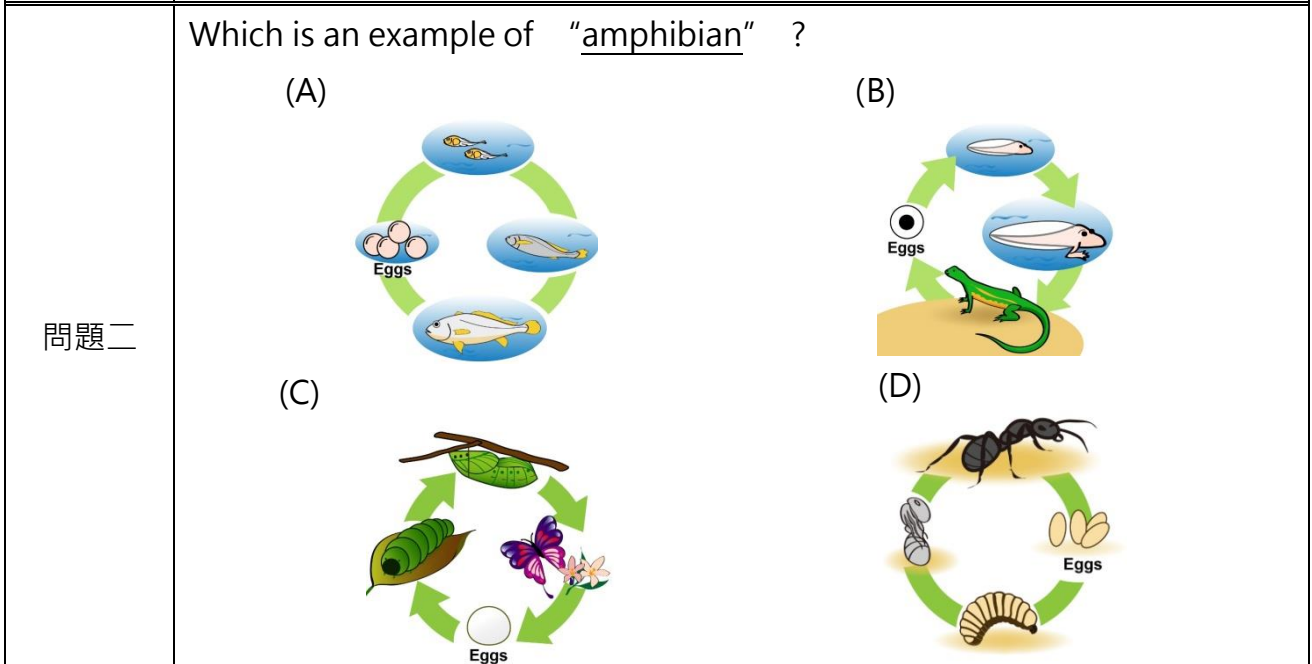 問題二
Which is an example of “amphibian” ?
(A)
(B)
Eggs
Eggs
(C)
(D)
Eggs
Eggs